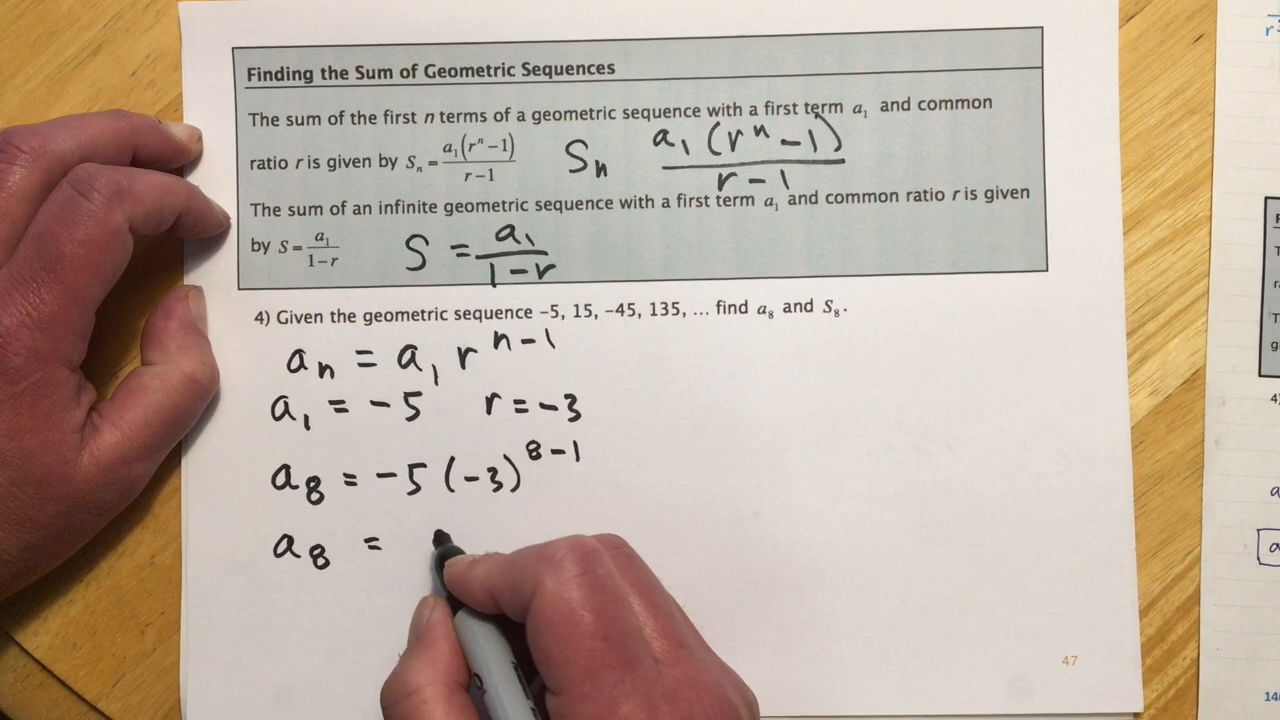 Finding the Sum of Geometric Sequences
The sum of the first n terms of a geometric sequence with a first term a₁ and common
ratio r is given by Sₙ = a₁(rⁿ−1)/(r−1) Sₙ a₁(rⁿ−1)/(r−1)
The sum of an infinite geometric sequence with a first term a₁ and common ratio r is given
by S = a₁/(1−r) S = a₁/(1−r)
4) Given the geometric sequence −5, 15, −45, 135, ... find a₈ and S₈.
aₙ = a₁ rⁿ⁻¹
a₁ = −5 r = −3
a₈ = −5 (−3)⁸⁻¹
a₈ =
47